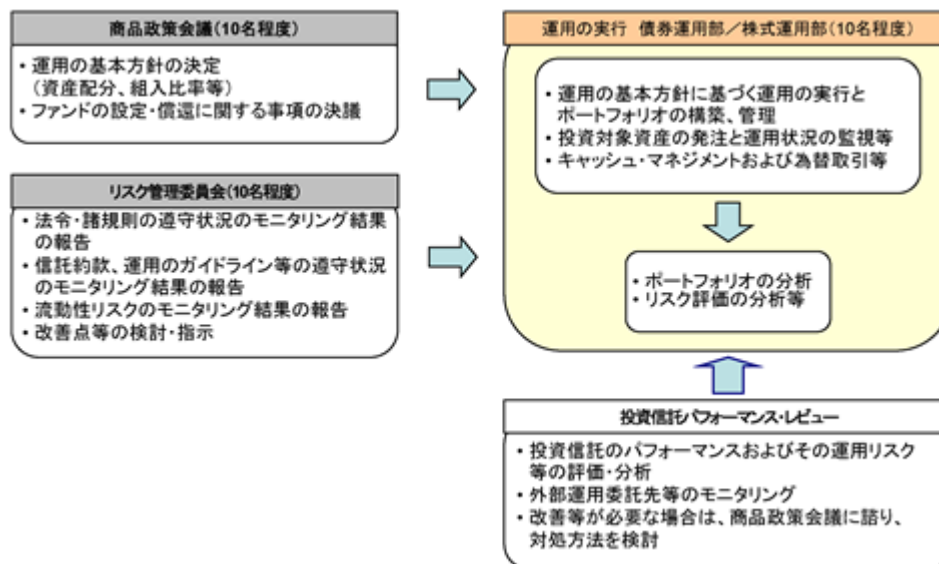 商品政策会議(10名程度)
・運用の基本方針の決定
(資産配分、組入比率等)
・ファンドの設定・償還に関する事項の決議
リスク管理委員会(10名程度)
・法令・諸規則の遵守状況のモニタリング結果
の報告
・信託約款、運用のガイドライン等の遵守状況
のモニタリング結果の報告
・流動性リスクのモニタリング結果の報告
・改善点等の検討・指示
運用の実行 債券運用部/株式運用部(10名程度)
・運用の基本方針に基づく運用の実行と
ポートフォリオの構築、管理
・投資対象資産の発注と運用状況の監視等
・キャッシュ・マネジメントおよび為替取引等
・ポートフォリオの分析
・リスク評価の分析等
投資信託パフォーマンス・レビュー
・投資信託のパフォーマンスおよびその運用リスク
等の評価・分析
・外部運用委託先等のモニタリング
・改善等が必要な場合は、商品政策会議に諮り、
対処方法を検討